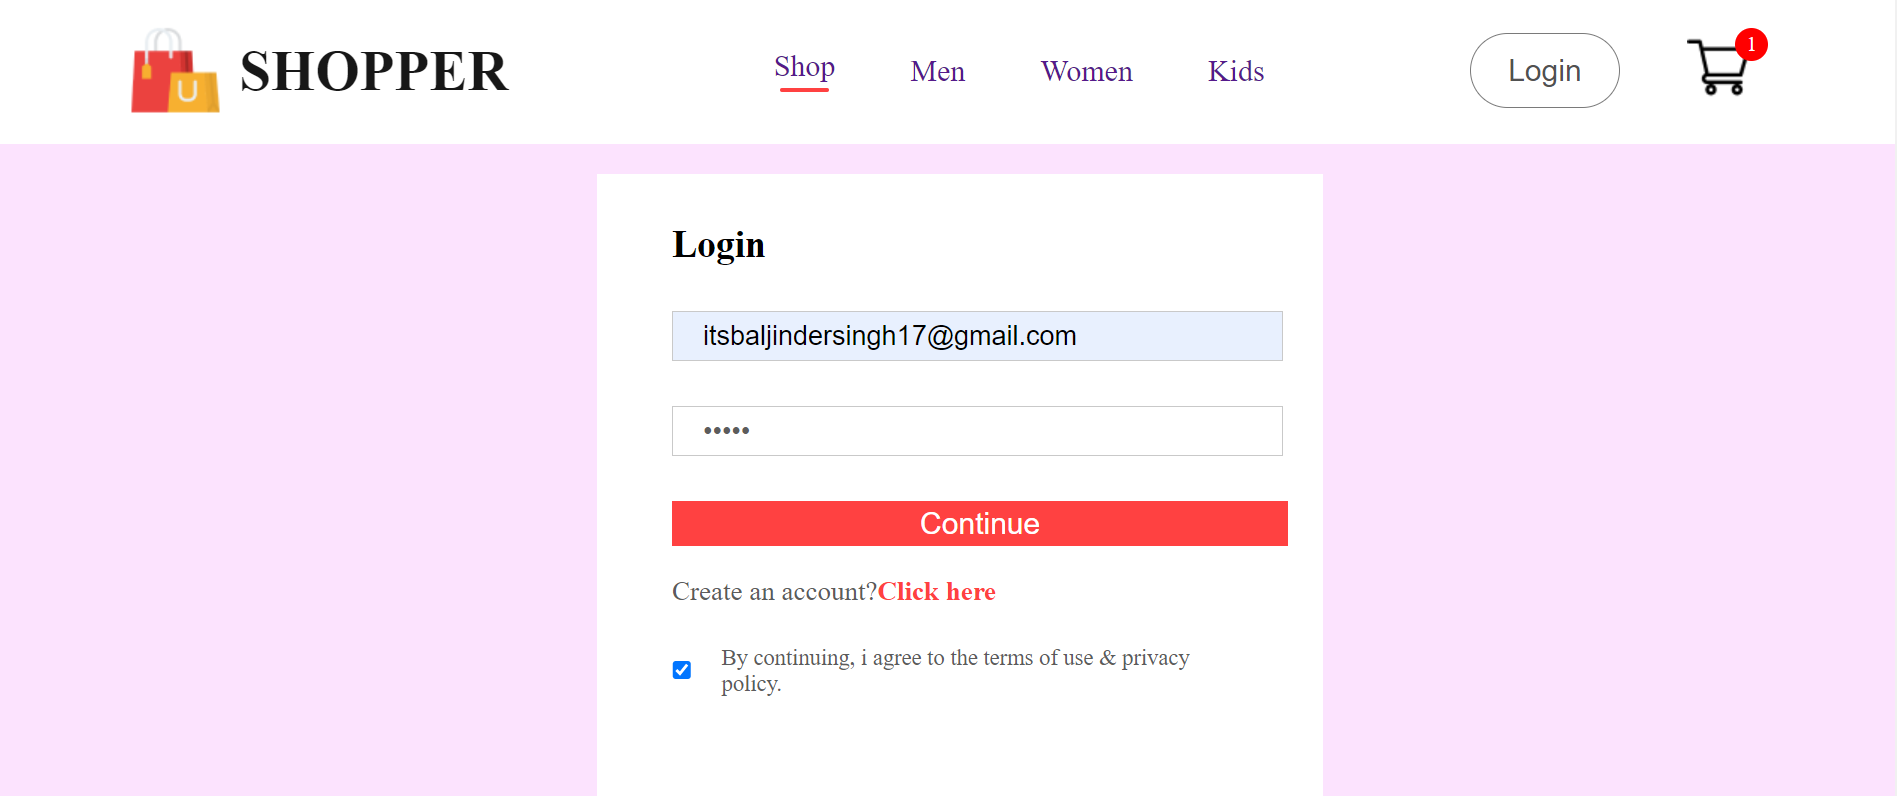 SHOPPER
Shop
Men
Women
Kids
Login
1
U
Login
itsbaljindersingh17@gmail.com
•••••
Continue
Create an account?Click here
By continuing, i agree to the terms of use & privacy
policy.